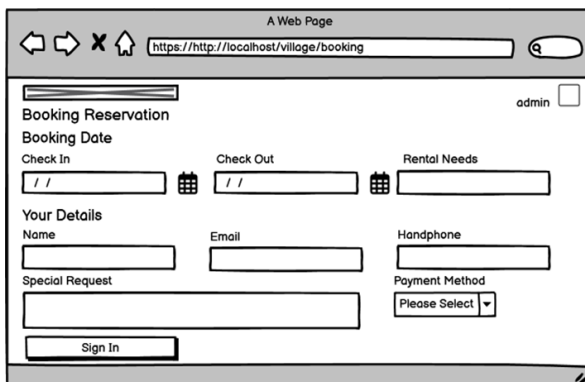 A Web Page
https://http://localhost/village/booking
admin
Booking Reservation
Booking Date
Check In
Check Out
Rental Needs
/ /
/ /
Your Details
Name
Email
Handphone
Special Request
Payment Method
Please Select
Sign In